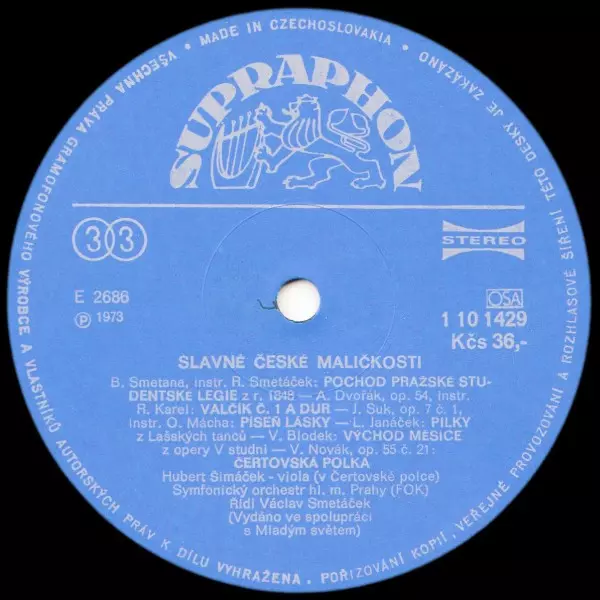 MADE IN CZECHOSLOVAKIA •
VŠECHNA PRÁVA GRAMOFONOVÉHO VÝROBCE A VLASTNÍKŮ AUTORSKÝCH PRÁV K DÍLU VYHRAŽENA. POŘIZOVÁNÍ KOPIÍ, VEŘEJNÉ PROVOZOVÁNÍ A ROZHLASOVÉ ŠÍŘENÍ TÉTO DESKY JE ZAKÁZÁNO •
SUPRAPHON
33
STEREO
E 2686
OSA
Ⓟ 1973
1 10 1429
Kčs 36,-
SLAVNÉ ČESKÉ MALIČKOSTI
B. Smetana, instr. R. Smetáček: POCHOD PRAŽSKÉ STU-
DENTSKÉ LEGIE z r. 1848 — A. Dvořák, op. 54, instr.
R. Karel: VALČÍK Č. 1 A DUR — J. Suk, op. 7 č. 1,
instr. O. Mácha: PÍSEŇ LÁSKY — L. Janáček: PILKY
z Lašských tanců — V. Blodek: VÝCHOD MĚSÍCE
z opery V studni — V. Novák, op. 55 č. 21:
ČERTOVSKÁ POLKA
Hubert Šimáček - viola (v Čertovské polce)
Symfonický orchestr hl. m. Prahy (FOK)
Řídí Václav Smetáček
(Vydáno ve spolupráci
s Mladým světem)